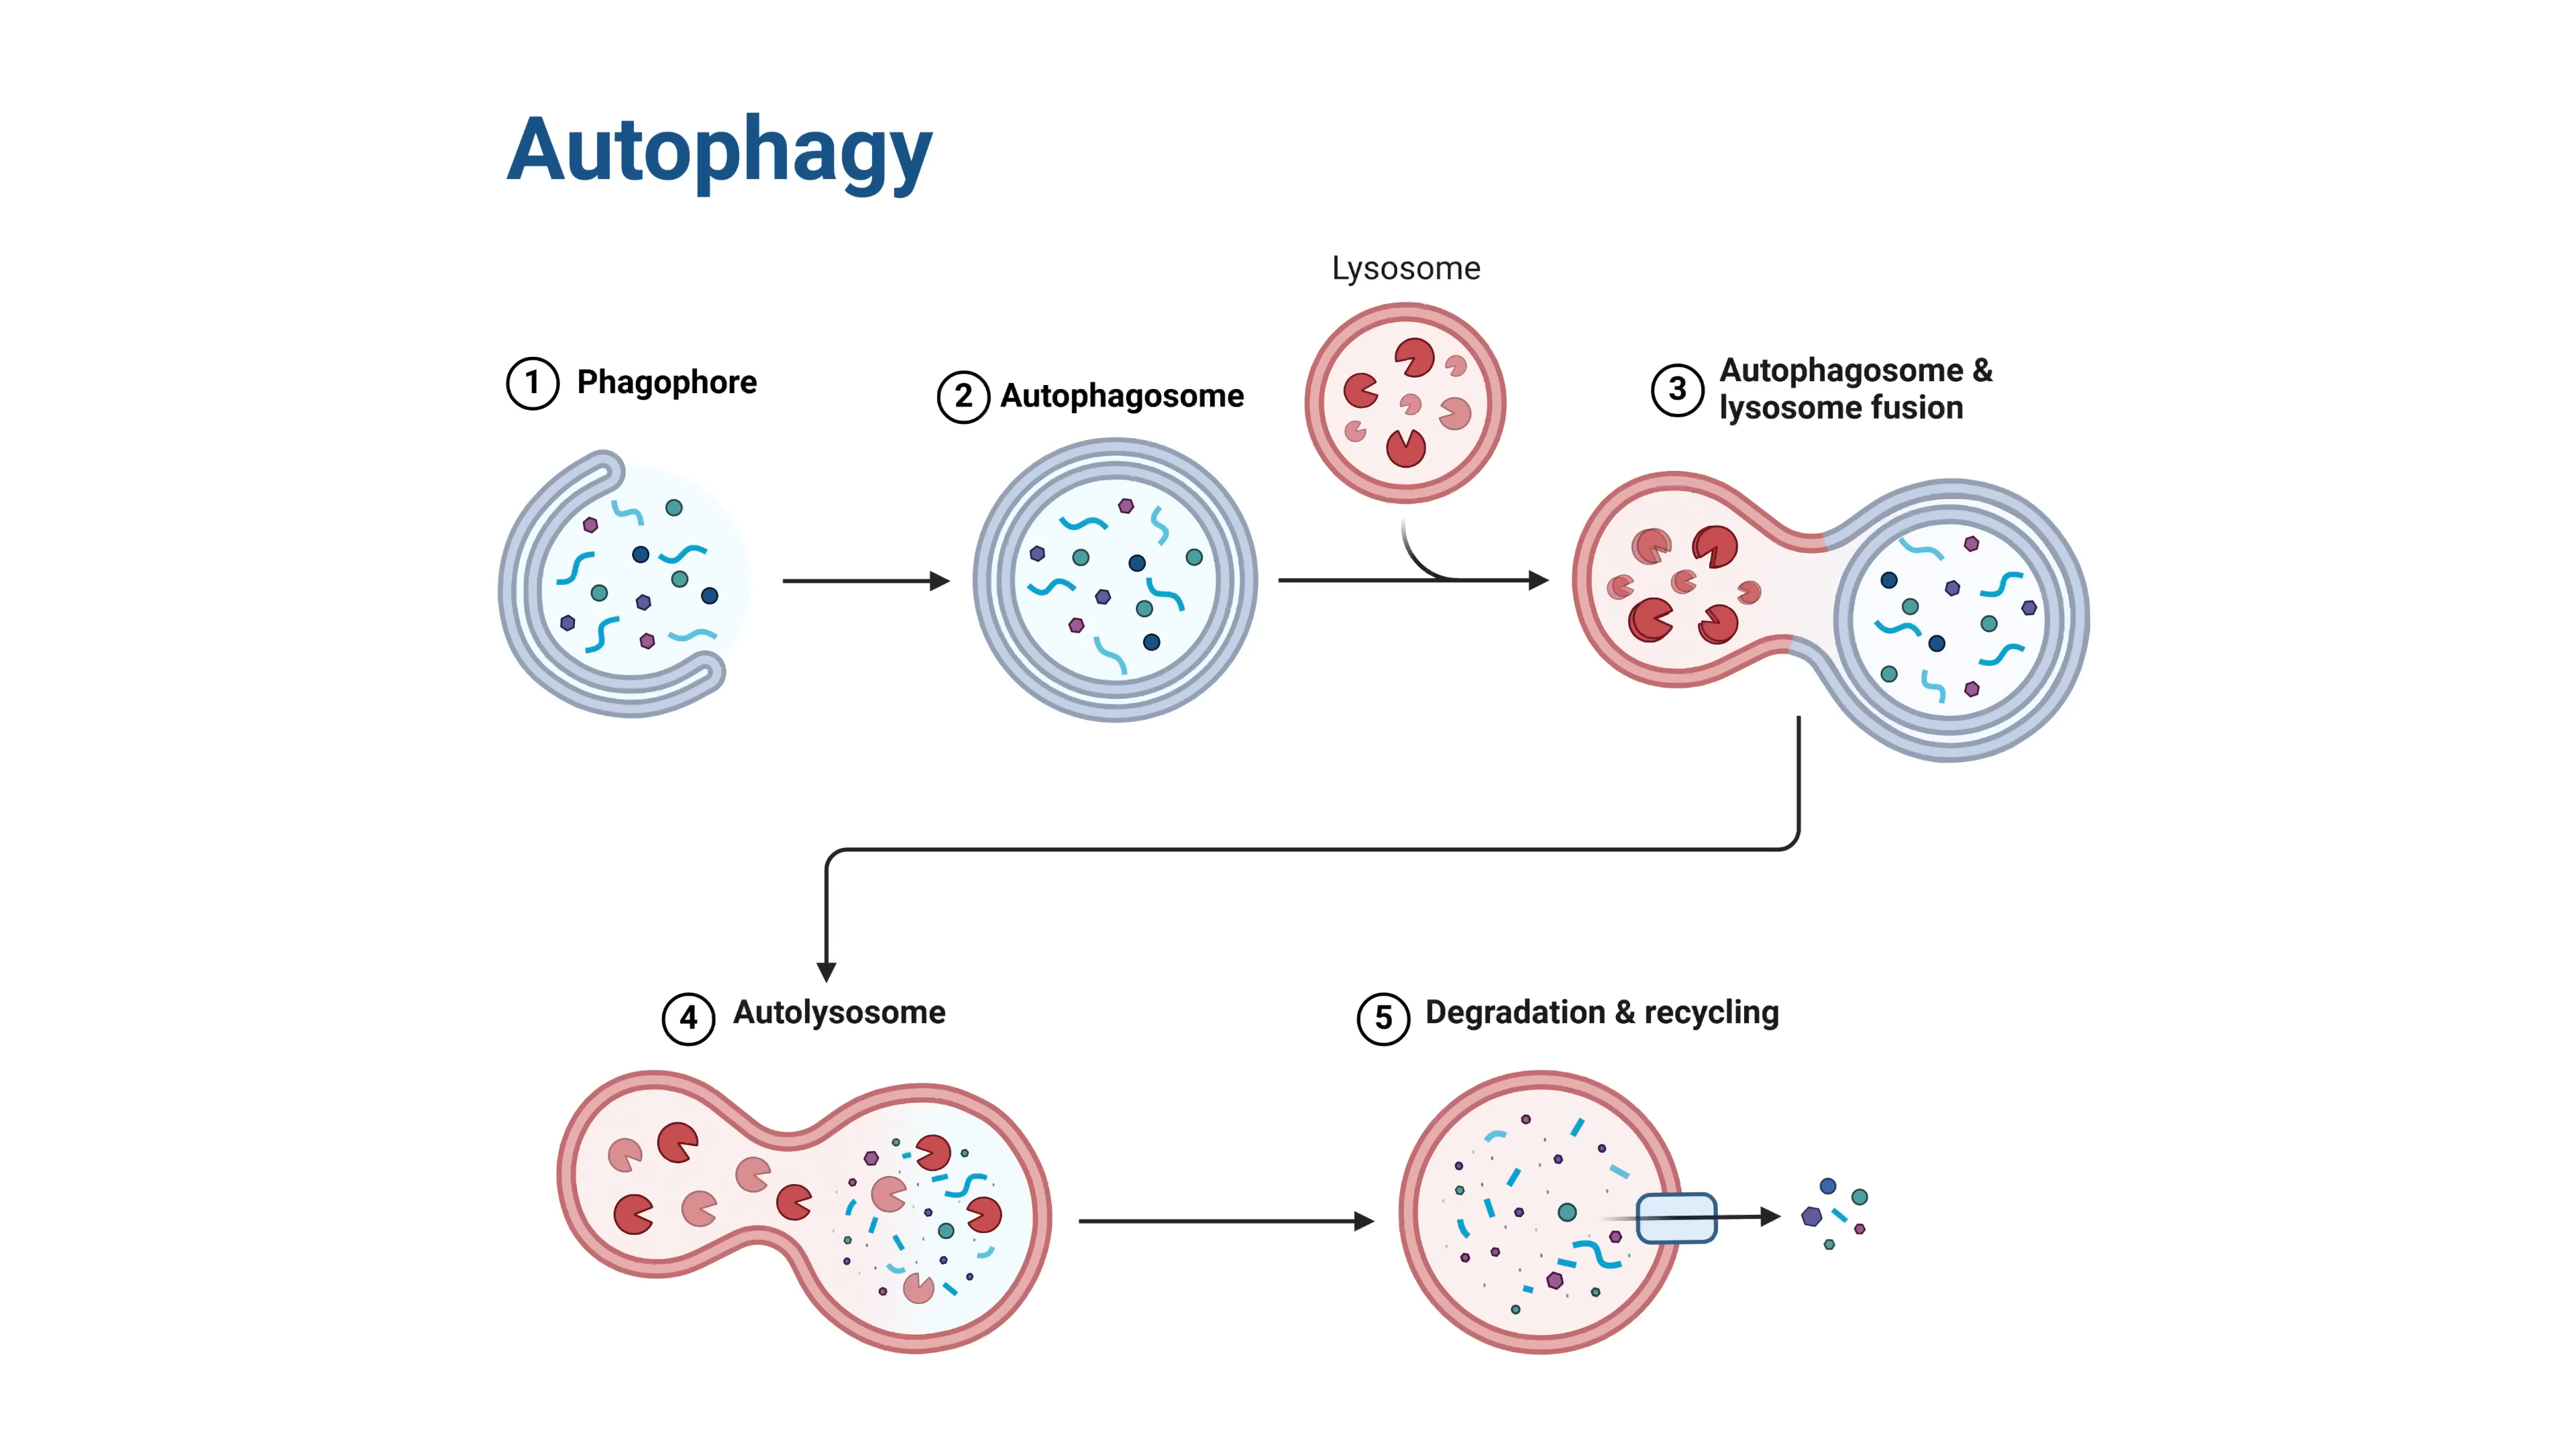 Autophagy
Lysosome
1 Phagophore
2 Autophagosome
3 Autophagosome &
lysosome fusion
4 Autolysosome
5 Degradation & recycling